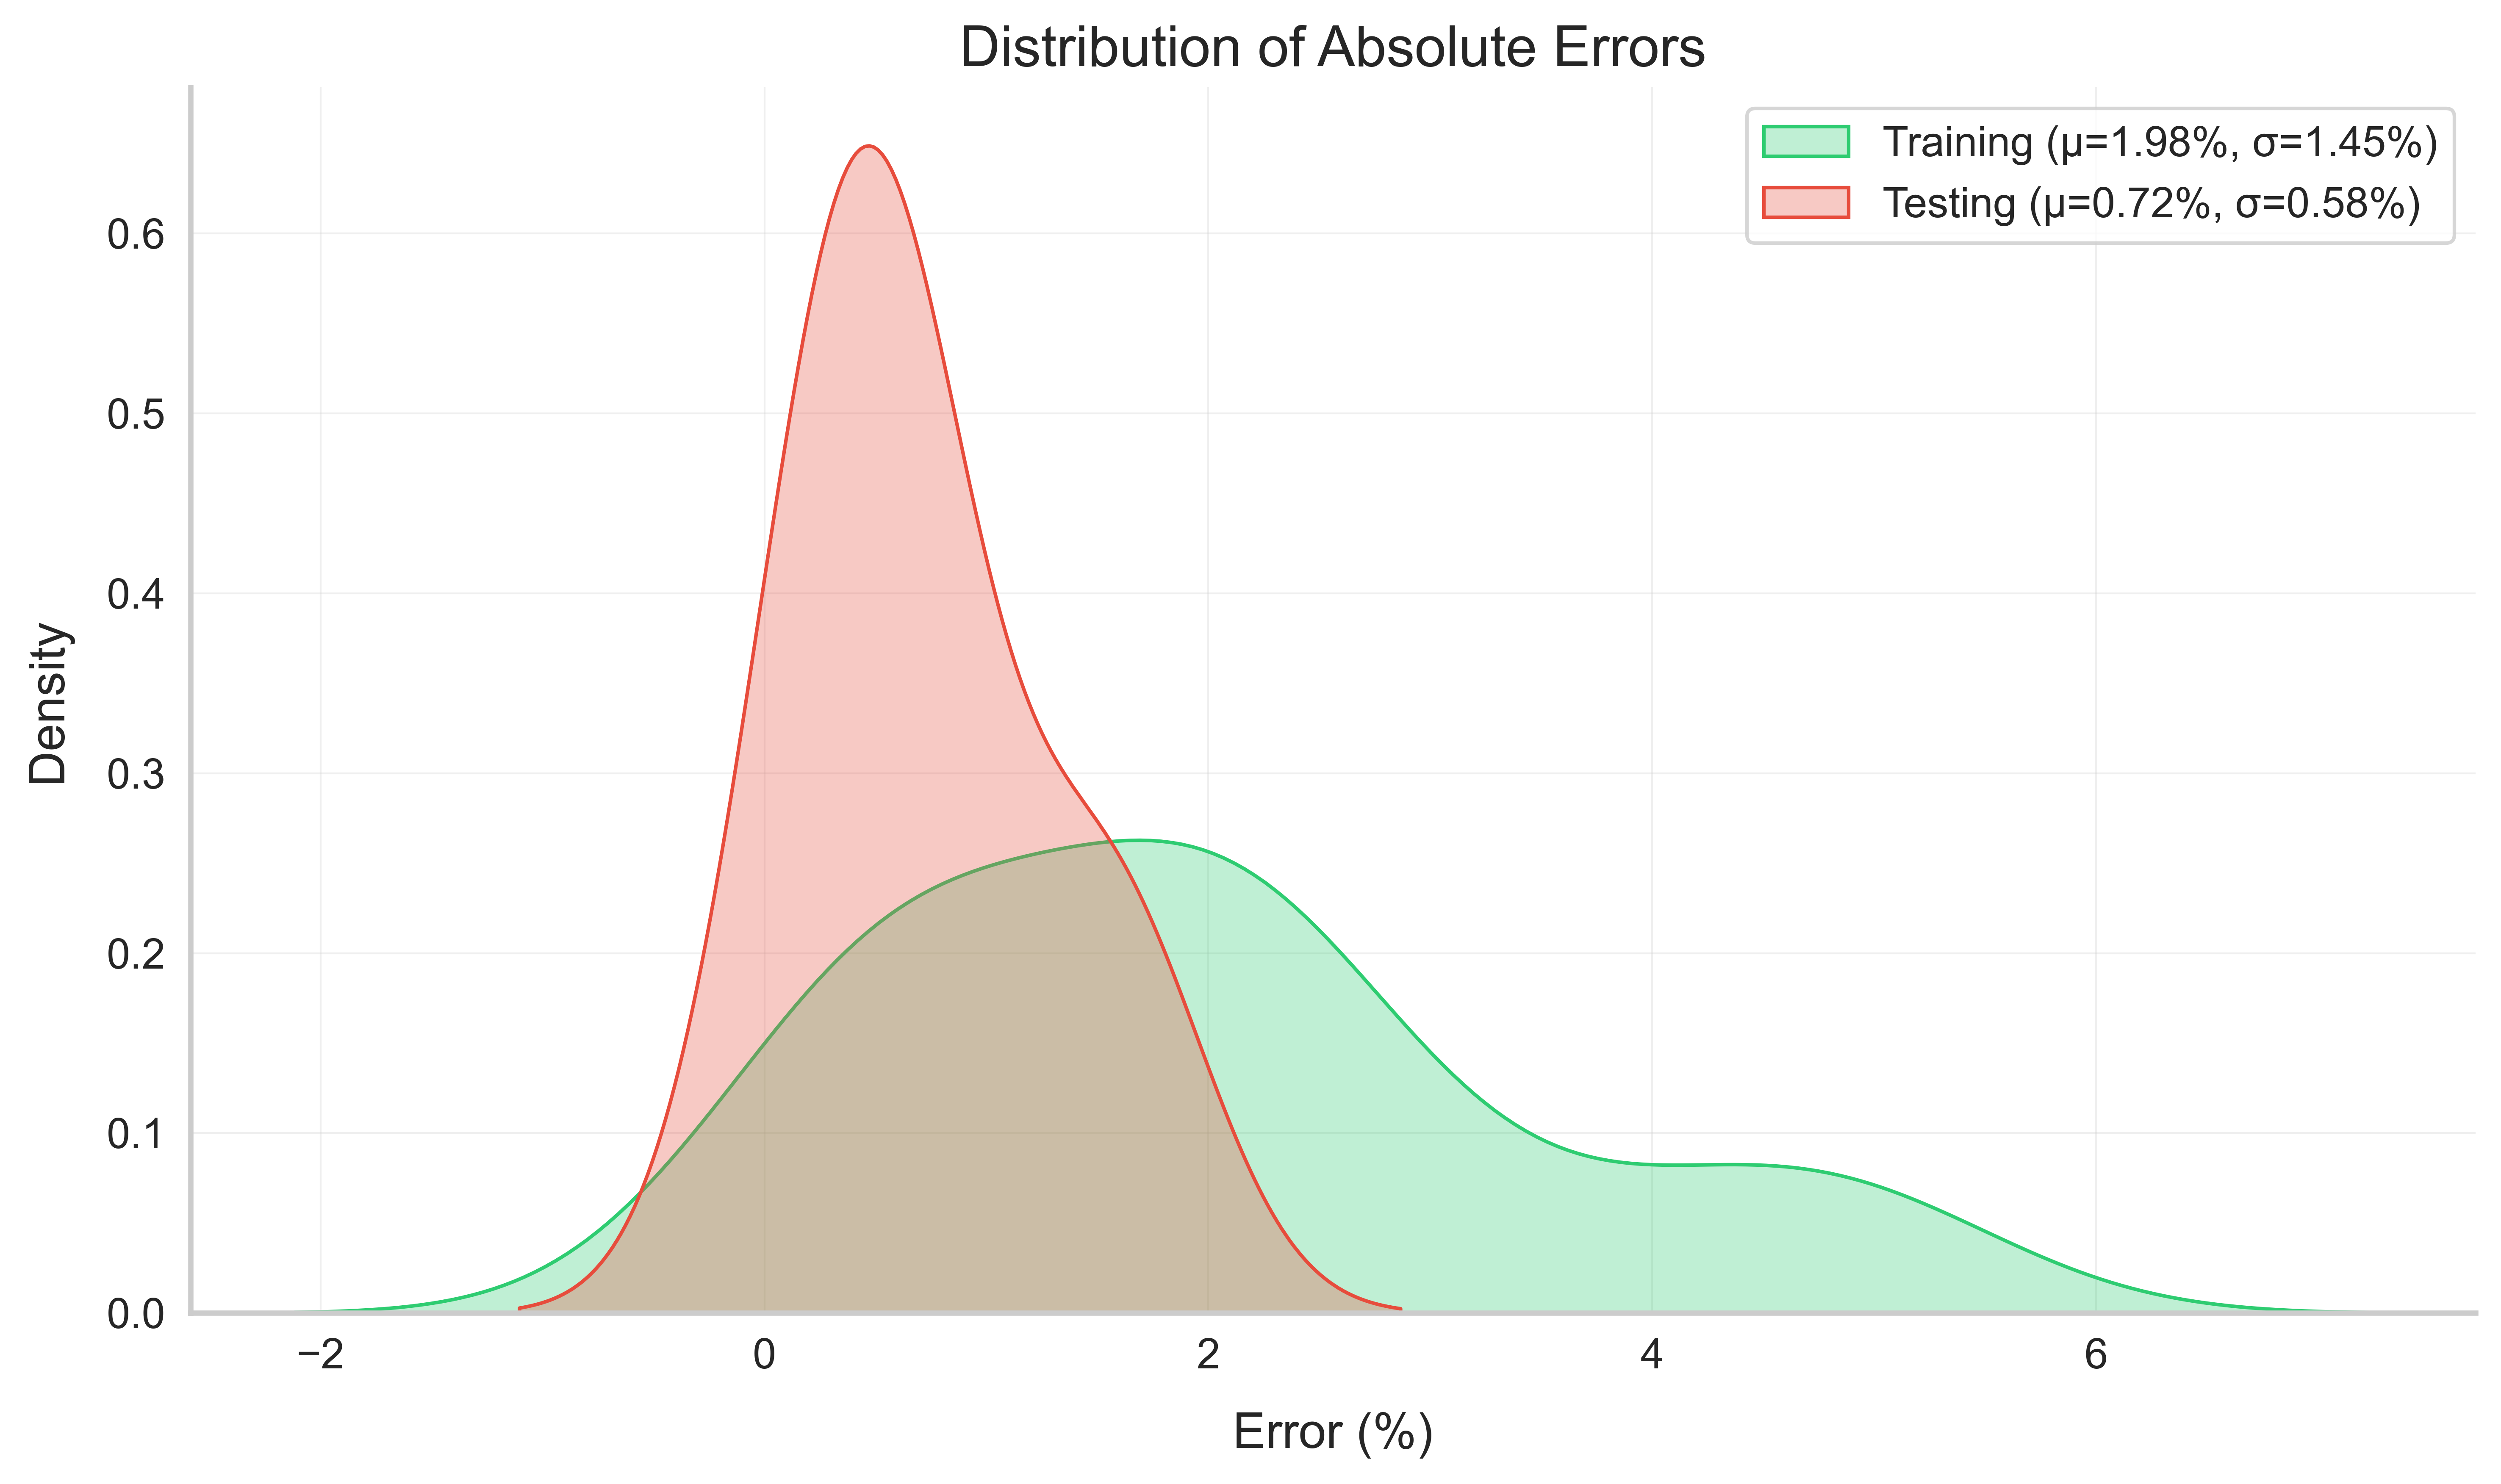 Distribution of Absolute Errors
Training (μ=1.98%, σ=1.45%)
Testing (μ=0.72%, σ=0.58%)
Density
0.6
0.5
0.4
0.3
0.2
0.1
0.0
−2 0 2 4 6
Error (%)